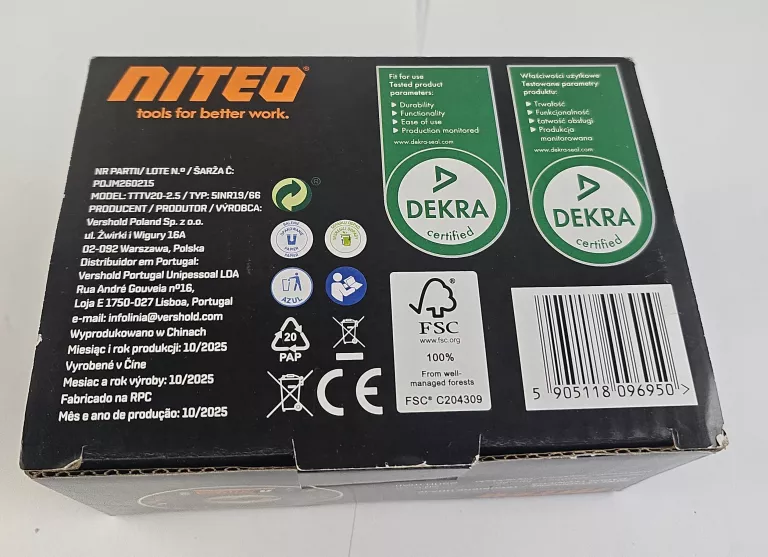 NITEO®
tools for better work.
NR PARTII/ LOTE N.º / ŠARŽA Č:
POJM260215
MODEL: TTTV20-2.5 / TYP: 5INR19/66
PRODUCENT / PRODUTOR / VÝROBCA:
Vershold Poland Sp. z o.o.
ul. Żwirki i Wigury 16A
02-092 Warszawa, Polska
Distribuidor em Portugal:
Vershold Portugal Unipessoal LDA
Rua André Gouveia nº16,
Loja E 1750-027 Lisboa, Portugal
e-mail: infolinia@vershold.com
Wyprodukowano w Chinach
Miesiąc i rok produkcji: 10/2025
Vyrobené v Číne
Mesiac a rok výroby: 10/2025
Fabricado na RPC
Mês e ano de produção: 10/2025
®
PAPIER
AZUL
20
PAP
CE
Fit for use
Tested product
parameters:
Durability
Functionality
Ease of use
Production monitored
www.dekra-seal.com
DEKRA
certified
Właściwości użytkowe
Testowane parametry
produktu:
Trwałość
Funkcjonalność
Łatwość obsługi
Produkcja
monitorowana
www.dekra-seal.com
DEKRA
certified
FSC
www.fsc.org
100%
From well-
managed forests
FSC® C204309
5 905118 096950 >